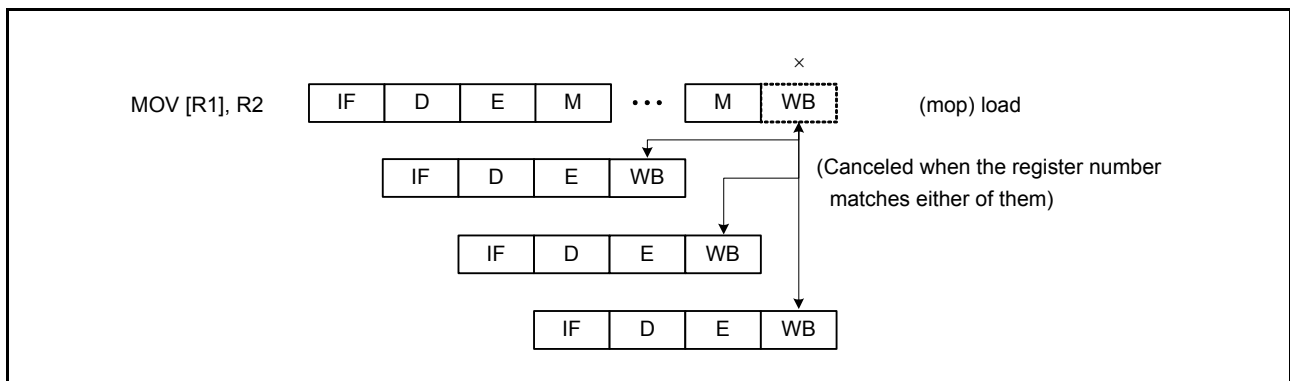 ×
MOV [R1], R2 IF D E M ••• M WB (mop) load
IF D E WB (Canceled when the register number
matches either of them)
IF D E WB
IF D E WB